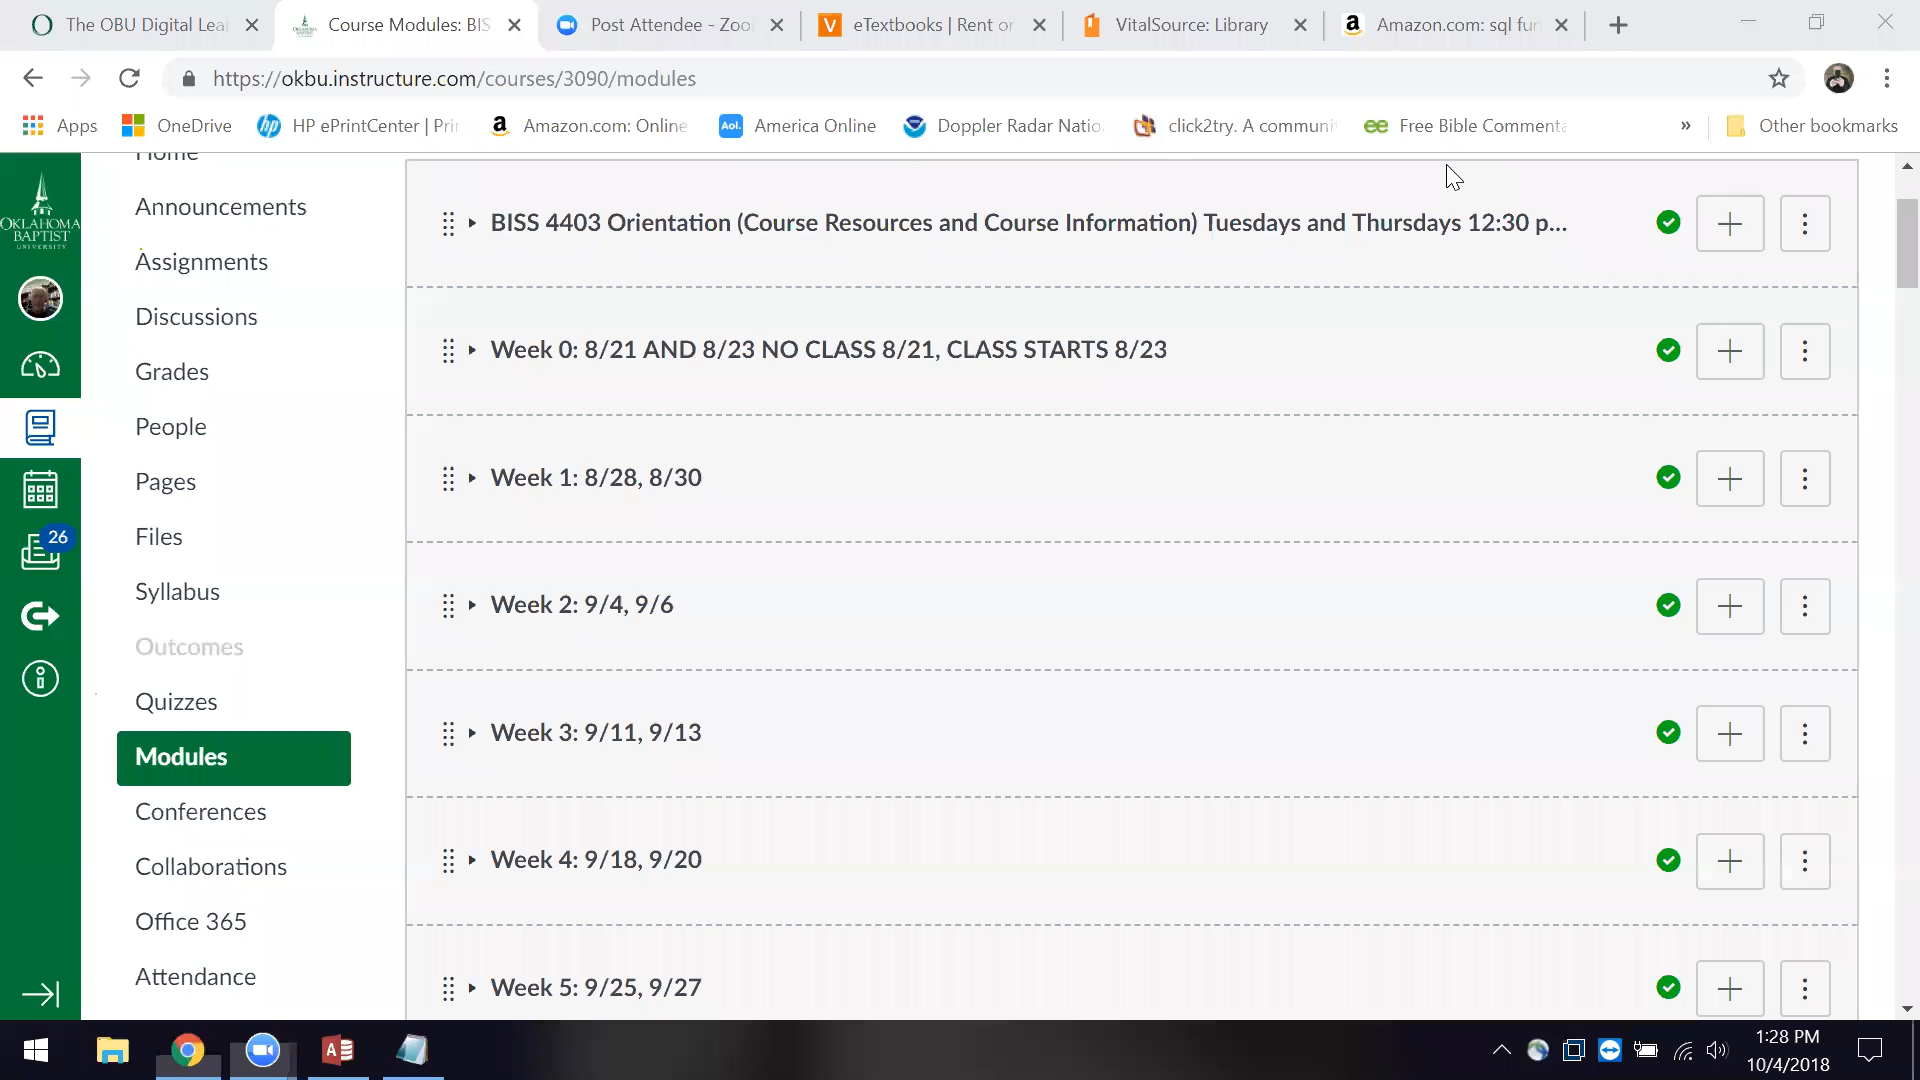 The OBU Digital Lea
Course Modules: BIS
Post Attendee - Zoo
eTextbooks | Rent or
VitalSource: Library
Amazon.com: sql fu
https://okbu.instructure.com/courses/3090/modules
Apps
OneDrive
HP ePrintCenter | Pri
Amazon.com: Online
Aol.
America Online
Doppler Radar Natio
click2try. A communi
Free Bible Commenta
Other bookmarks
OKLAHOMA
BAPTIST
UNIVERSITY
26
Home
Announcements
Assignments
Discussions
Grades
People
Pages
Files
Syllabus
Outcomes
Quizzes
Modules
Conferences
Collaborations
Office 365
Attendance
BISS 4403 Orientation (Course Resources and Course Information) Tuesdays and Thursdays 12:30 p...
Week 0: 8/21 AND 8/23 NO CLASS 8/21, CLASS STARTS 8/23
Week 1: 8/28, 8/30
Week 2: 9/4, 9/6
Week 3: 9/11, 9/13
Week 4: 9/18, 9/20
Week 5: 9/25, 9/27
1:28 PM
10/4/2018